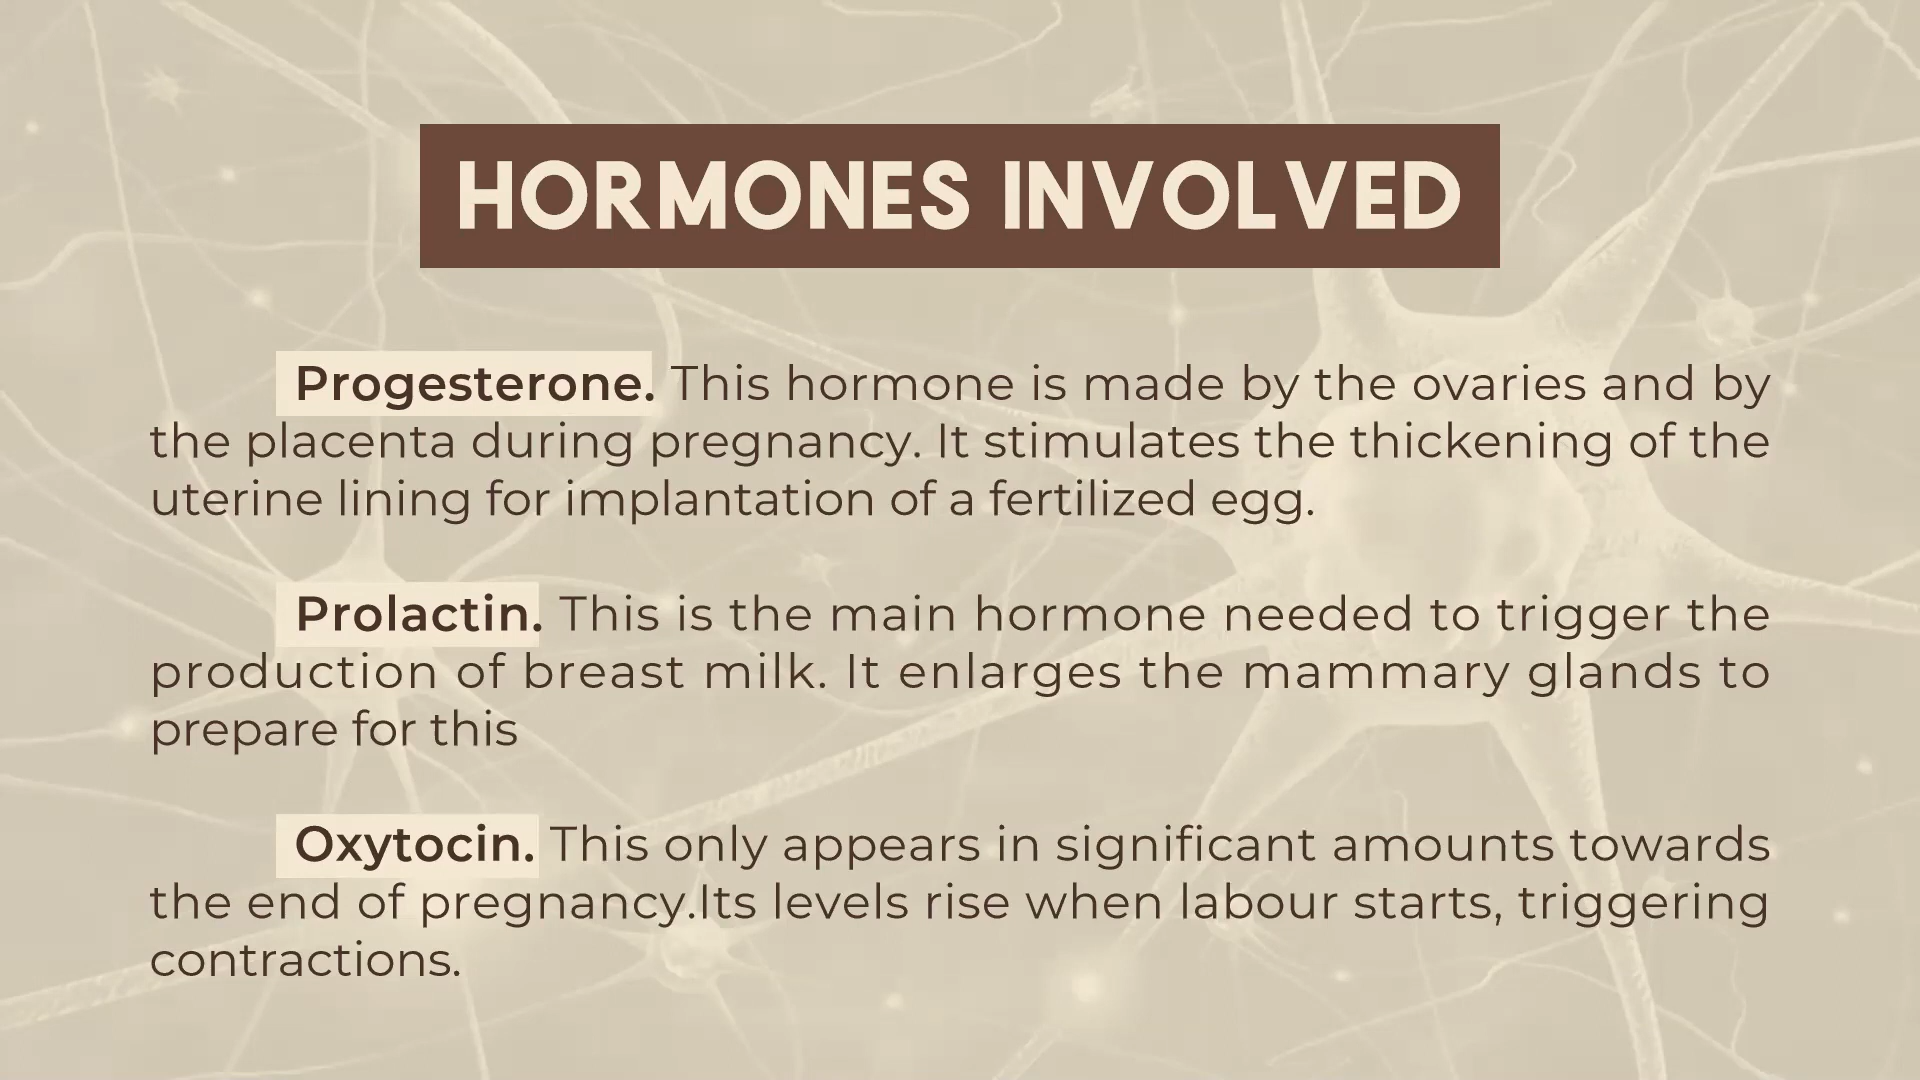 HORMONES INVOLVED
Progesterone. This hormone is made by the ovaries and by
the placenta during pregnancy. It stimulates the thickening of the
uterine lining for implantation of a fertilized egg.
Prolactin. This is the main hormone needed to trigger the
production of breast milk. It enlarges the mammary glands to
prepare for this
Oxytocin. This only appears in significant amounts towards
the end of pregnancy.Its levels rise when labour starts, triggering
contractions.